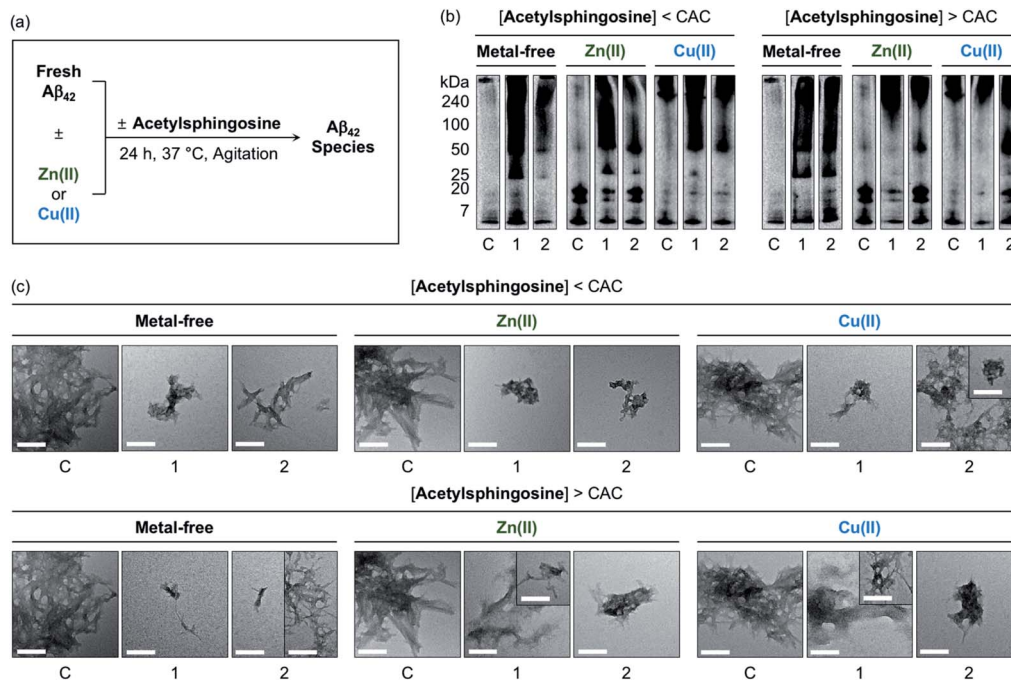 (a)
Fresh
Aβ42
±
Zn(II)
or
Cu(II)
± Acetylsphingosine
24 h, 37 °C, Agitation
Aβ42
Species
(b)
[Acetylsphingosine] < CAC
[Acetylsphingosine] > CAC
Metal-free Zn(II) Cu(II) Metal-free Zn(II) Cu(II)
kDa
240
100
50
25
20
7
C 1 2 C 1 2 C 1 2 C 1 2 C 1 2 C 1 2
(c)
[Acetylsphingosine] < CAC
Metal-free Zn(II) Cu(II)
C 1 2 C 1 2 C 1 2
[Acetylsphingosine] > CAC
Metal-free Zn(II) Cu(II)
C 1 2 C 1 2 C 1 2